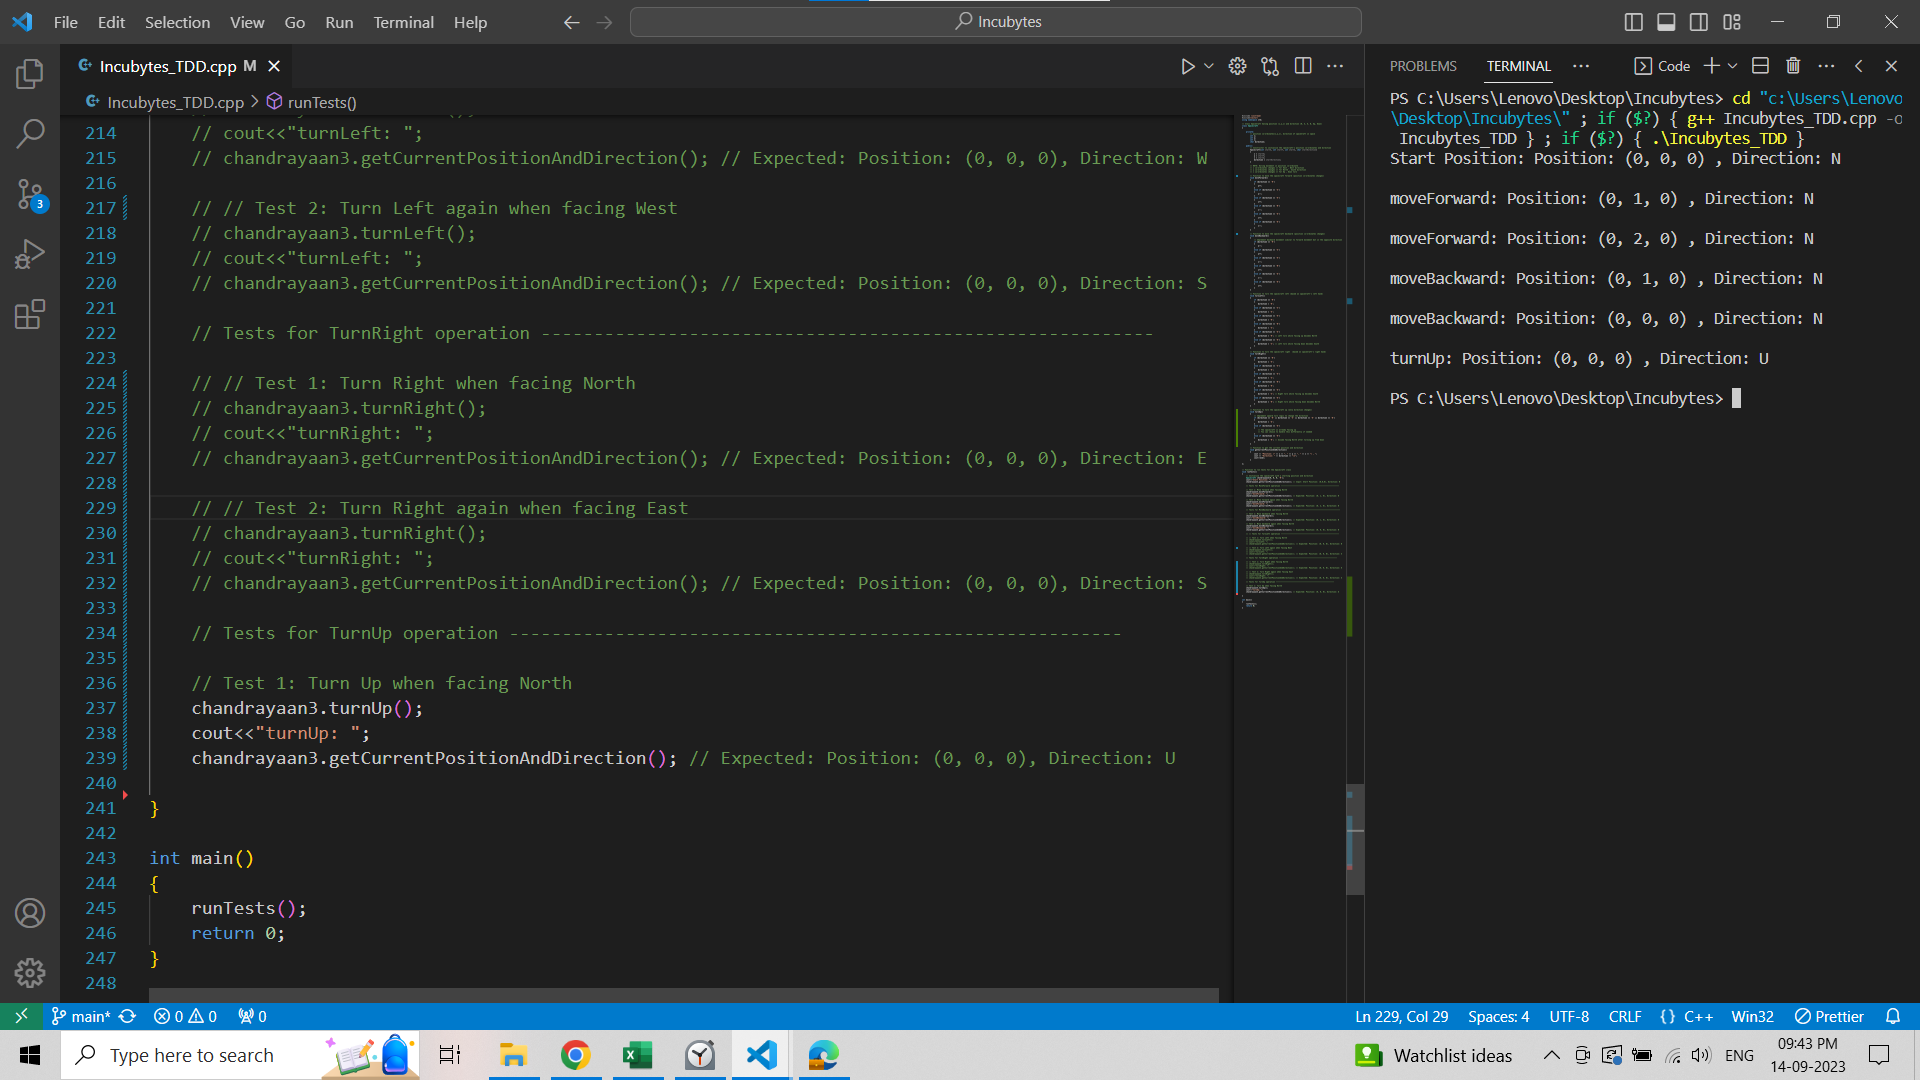 File Edit Selection View Go Run Terminal Help
Incubytes
Incubytes_TDD.cpp M
Incubytes_TDD.cpp > runTests()
214 // cout<<"turnLeft: ";
215 // chandrayaan3.getCurrentPositionAndDirection(); // Expected: Position: (0, 0, 0), Direction: W
216
217 // // Test 2: Turn Left again when facing West
218 // chandrayaan3.turnLeft();
219 // cout<<"turnLeft: ";
220 // chandrayaan3.getCurrentPositionAndDirection(); // Expected: Position: (0, 0, 0), Direction: S
221
222 // Tests for TurnRight operation ----------------------------------------------------------
223
224 // // Test 1: Turn Right when facing North
225 // chandrayaan3.turnRight();
226 // cout<<"turnRight: ";
227 // chandrayaan3.getCurrentPositionAndDirection(); // Expected: Position: (0, 0, 0), Direction: E
228
229 // // Test 2: Turn Right again when facing East
230 // chandrayaan3.turnRight();
231 // cout<<"turnRight: ";
232 // chandrayaan3.getCurrentPositionAndDirection(); // Expected: Position: (0, 0, 0), Direction: S
233
234 // Tests for TurnUp operation ----------------------------------------------------------
235
236 // Test 1: Turn Up when facing North
237 chandrayaan3.turnUp();
238 cout<<"turnUp: ";
239 chandrayaan3.getCurrentPositionAndDirection(); // Expected: Position: (0, 0, 0), Direction: U
240
241 }
242
243 int main()
244 {
245 runTests();
246 return 0;
247 }
248
PROBLEMS TERMINAL Code
PS C:\Users\Lenovo\Desktop\Incubytes> cd "c:\Users\Lenovo
\Desktop\Incubytes\" ; if ($?) { g++ Incubytes_TDD.cpp -o
Incubytes_TDD } ; if ($?) { .\Incubytes_TDD }
Start Position: Position: (0, 0, 0) , Direction: N
moveForward: Position: (0, 1, 0) , Direction: N
moveForward: Position: (0, 2, 0) , Direction: N
moveBackward: Position: (0, 1, 0) , Direction: N
moveBackward: Position: (0, 0, 0) , Direction: N
turnUp: Position: (0, 0, 0) , Direction: U
PS C:\Users\Lenovo\Desktop\Incubytes>
3
main* 0 0 0 Ln 229, Col 29 Spaces: 4 UTF-8 CRLF {} C++ Win32 Prettier
Type here to search
Watchlist ideas
ENG
09:43 PM
14-09-2023